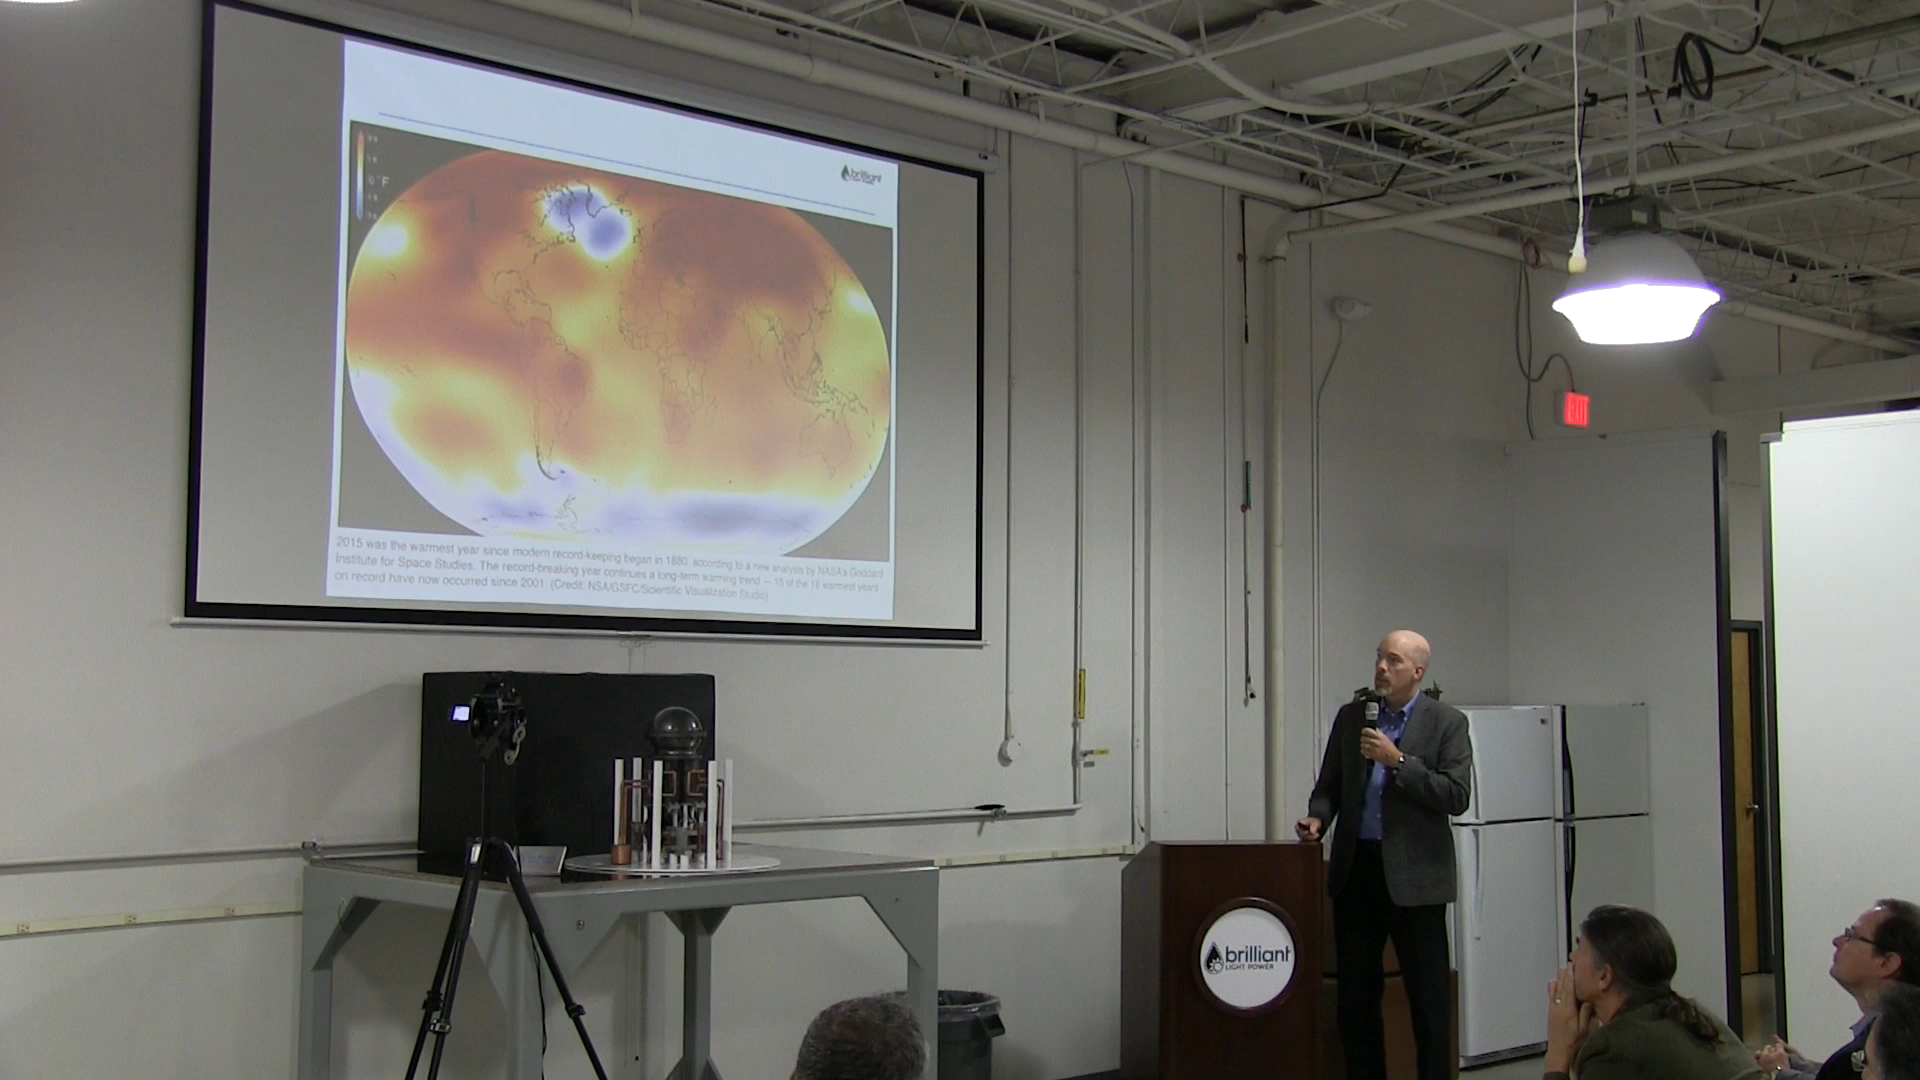 0°F
brilliant
2015 was the warmest year since modern record-keeping began in 1880, according to a new analysis by NASA's Goddard
Institute for Space Studies. The record-breaking year continues a long-term warming trend — 15 of the 16 warmest years
on record have now occurred since 2001. (Credit: NSA/GSFC/Scientific Visualization Studio)
EXIT
brilliant
LIGHT POWER